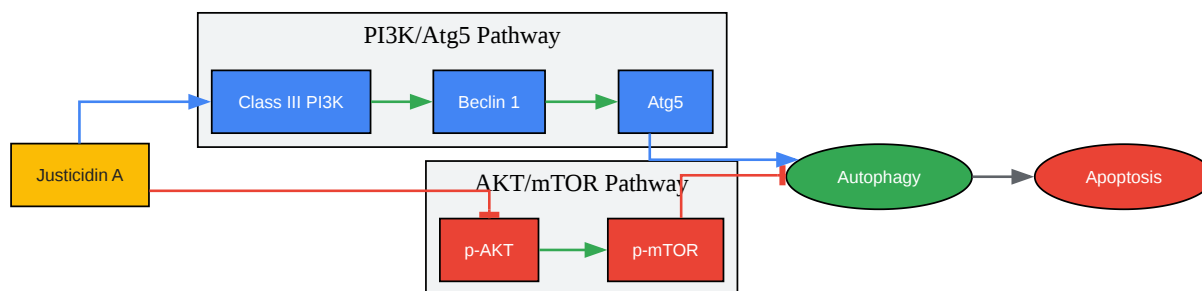 PI3K/Atg5 Pathway
Class III PI3K
Beclin 1
Atg5
Justicidin A
AKT/mTOR Pathway
Autophagy
Apoptosis
p-AKT
p-mTOR